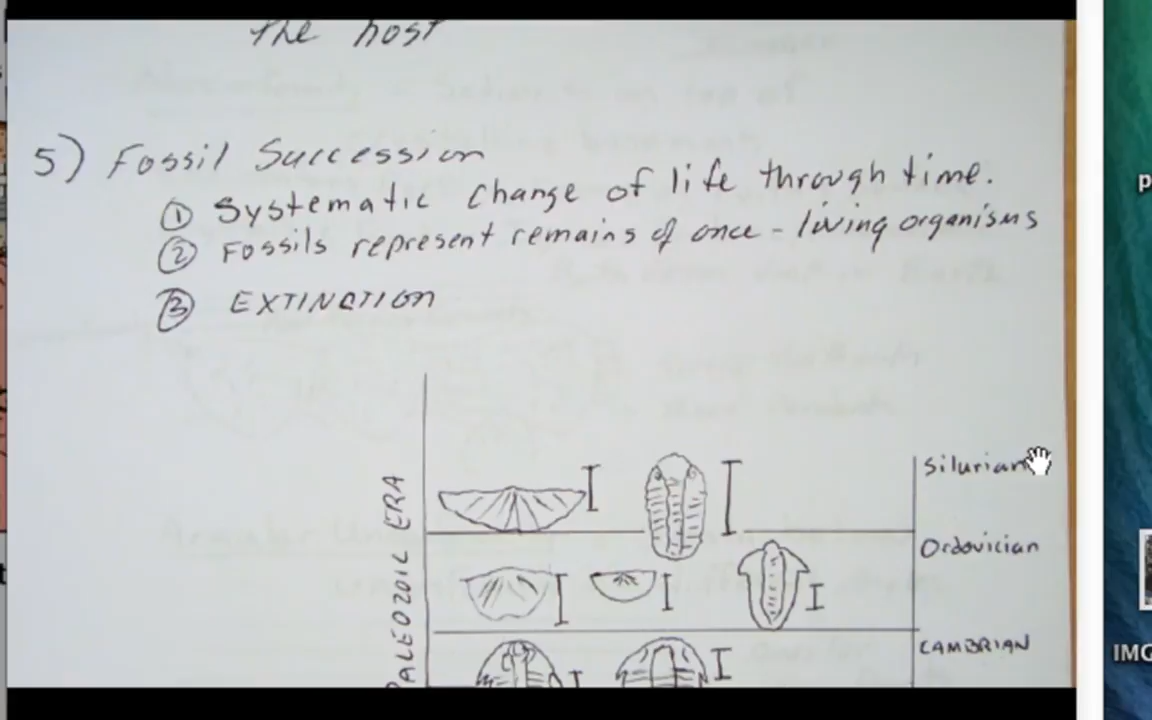 the host
5) Fossil Succession
① Systematic change of life through time.
② Fossils represent remains of once-living organisms
③ EXTINCTION
PALEOZOIC ERA
Silurian
Ordovician
CAMBRIAN
IMG